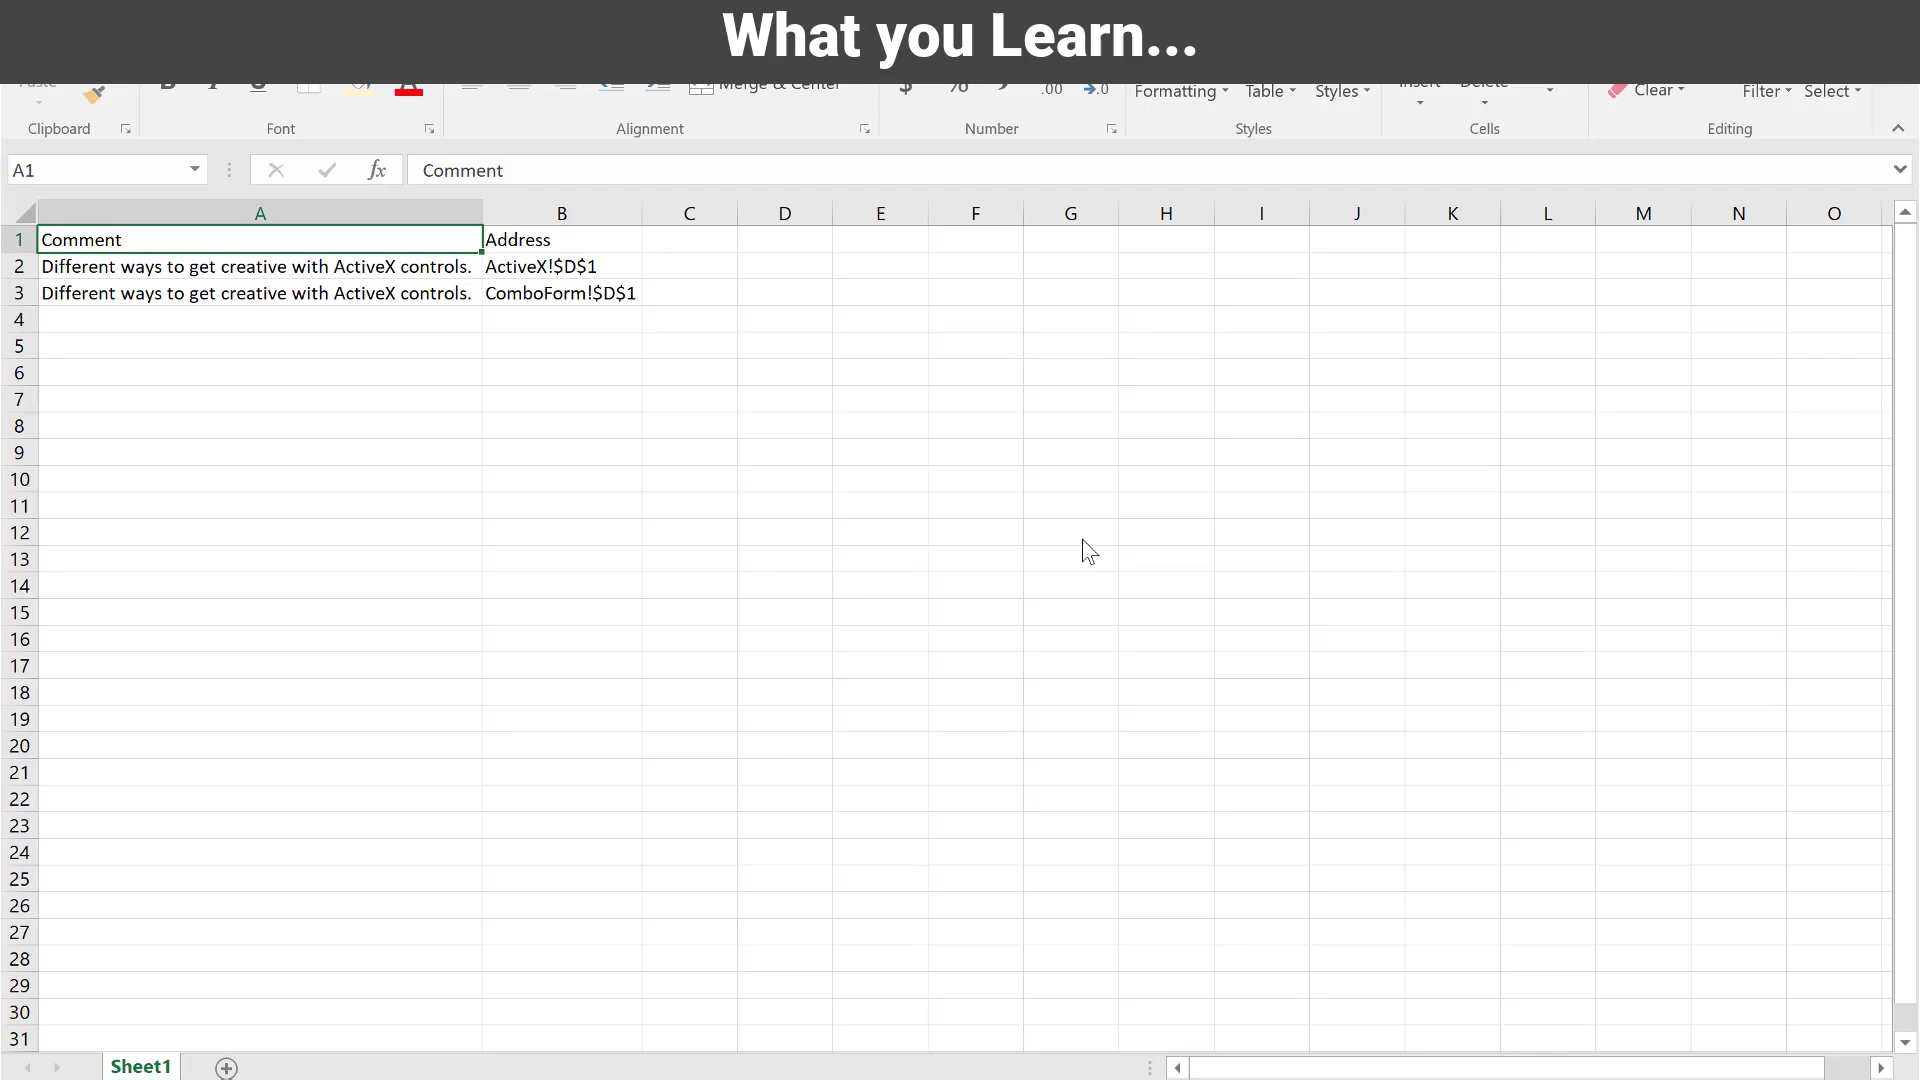 What you Learn...
Merge & Center
.00
Formatting Table Styles
Clear
Filter Select
Clipboard Font Alignment Number Styles Cells Editing
A1 fx Comment
A B C D E F G H I J K L M N O
1 Comment Address
2 Different ways to get creative with ActiveX controls. ActiveX!$D$1
3 Different ways to get creative with ActiveX controls. ComboForm!$D$1
4
5
6
7
8
9
10
11
12
13
14
15
16
17
18
19
20
21
22
23
24
25
26
27
28
29
30
31
Sheet1